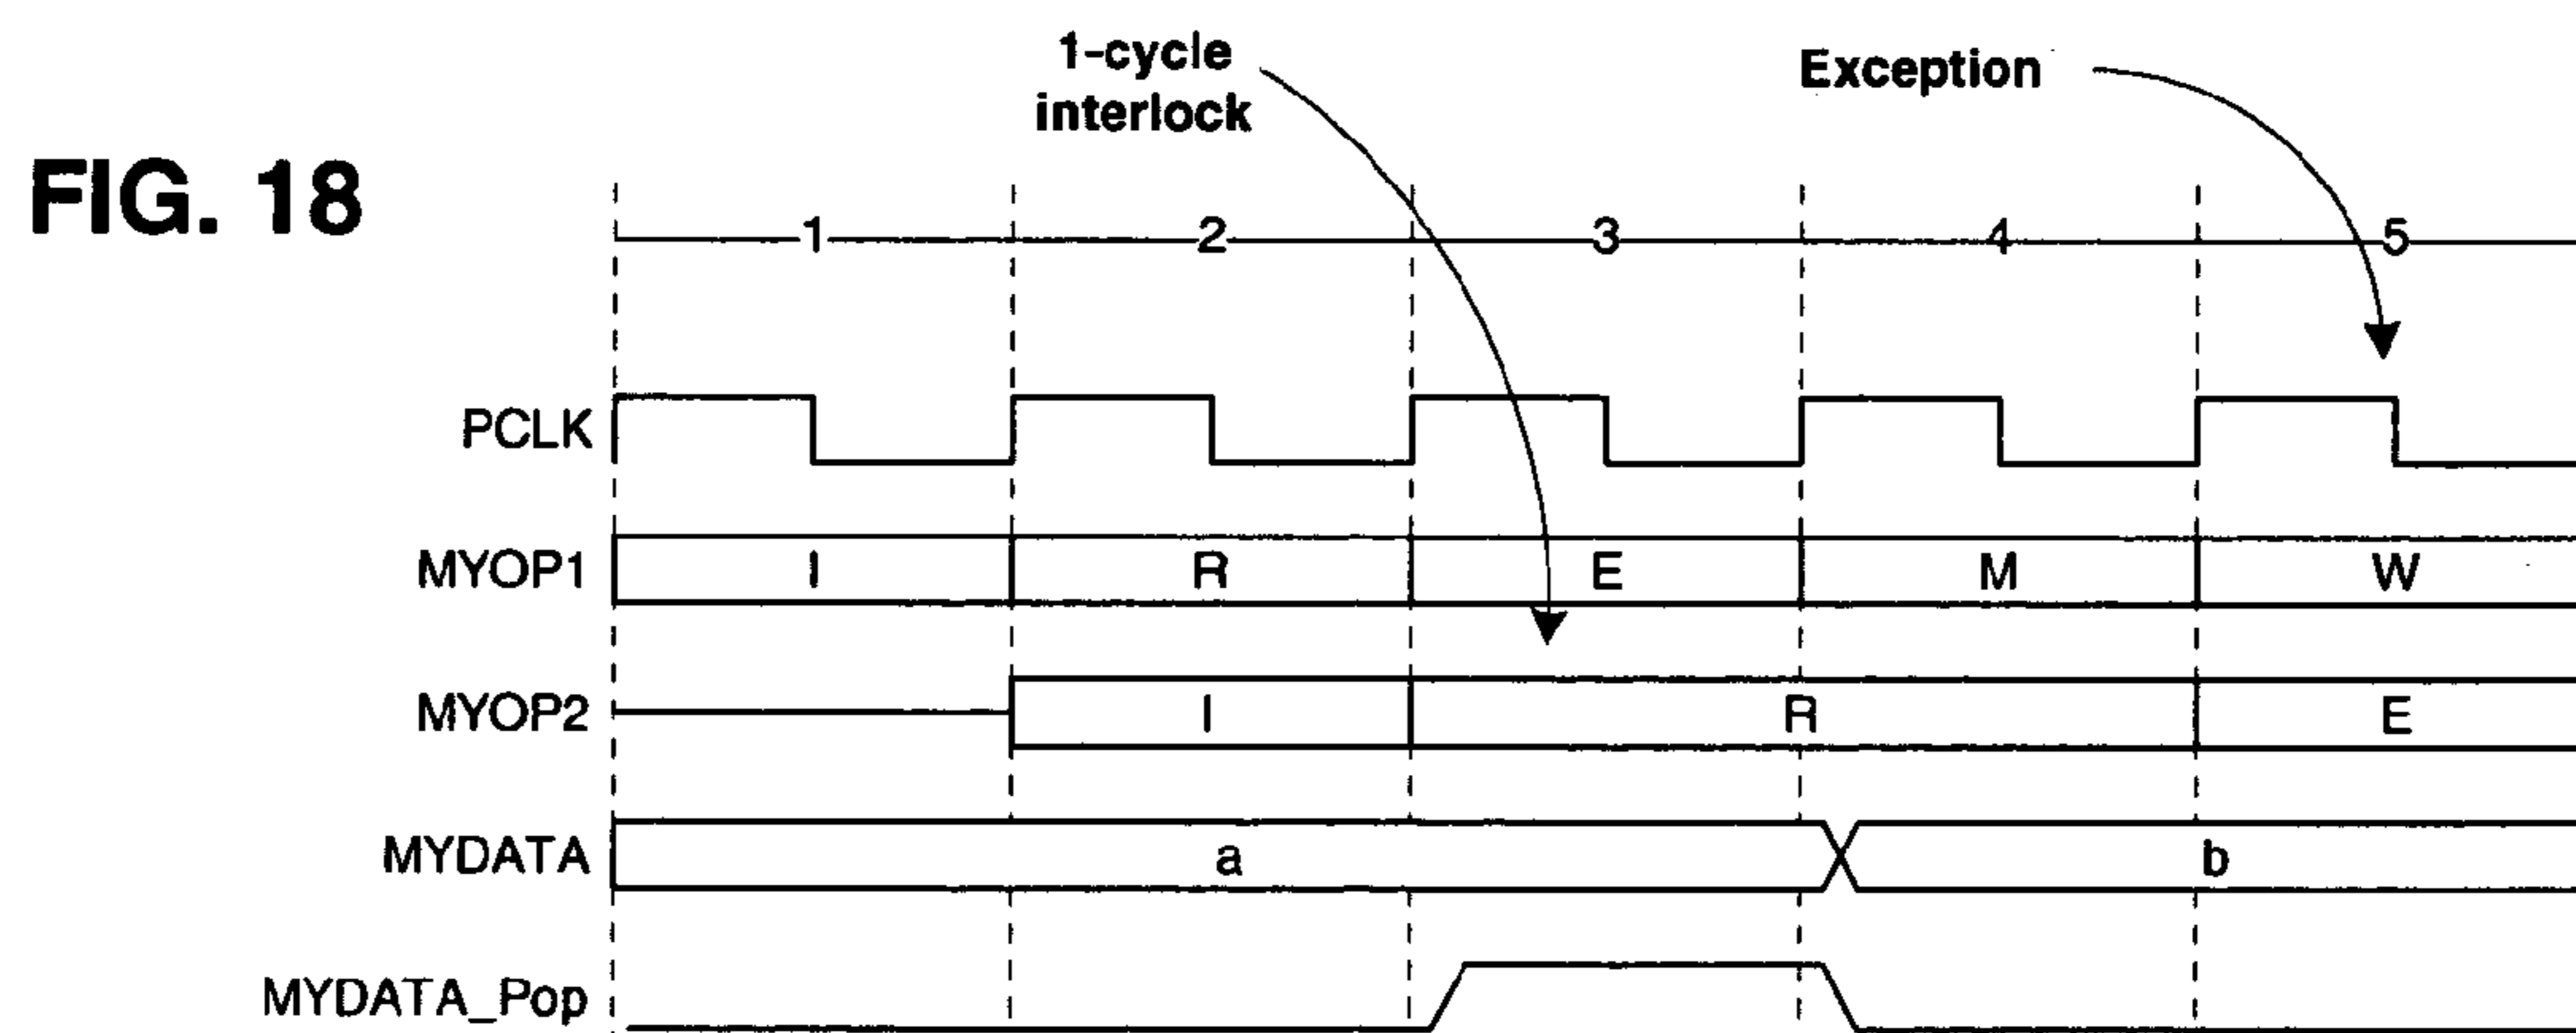 1-cycle
interlock
Exception
FIG. 18
1 2 3 4 5
PCLK
MYOP1 I R E M W
MYOP2 I R E
MYDATA a b
MYDATA_Pop